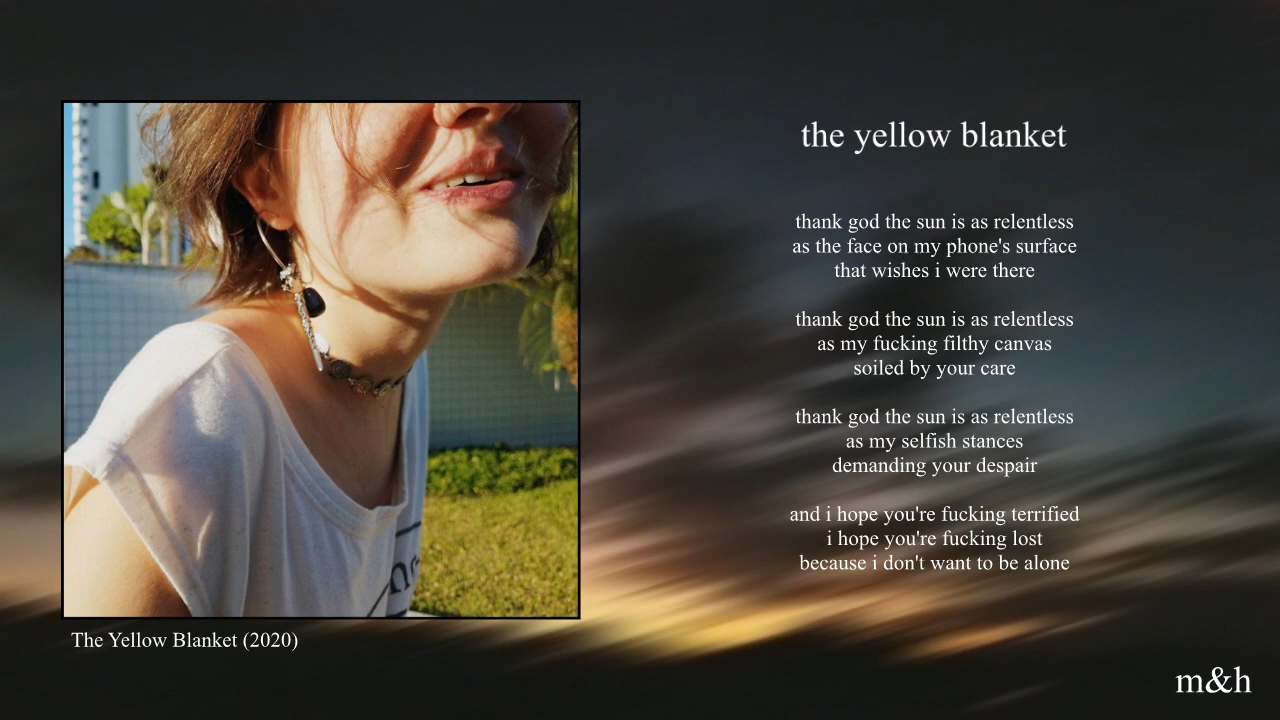 the yellow blanket
thank god the sun is as relentless
as the face on my phone's surface
that wishes i were there
thank god the sun is as relentless
as my fucking filthy canvas
soiled by your care
thank god the sun is as relentless
as my selfish stances
demanding your despair
and i hope you're fucking terrified
i hope you're fucking lost
because i don't want to be alone
The Yellow Blanket (2020)
m&h